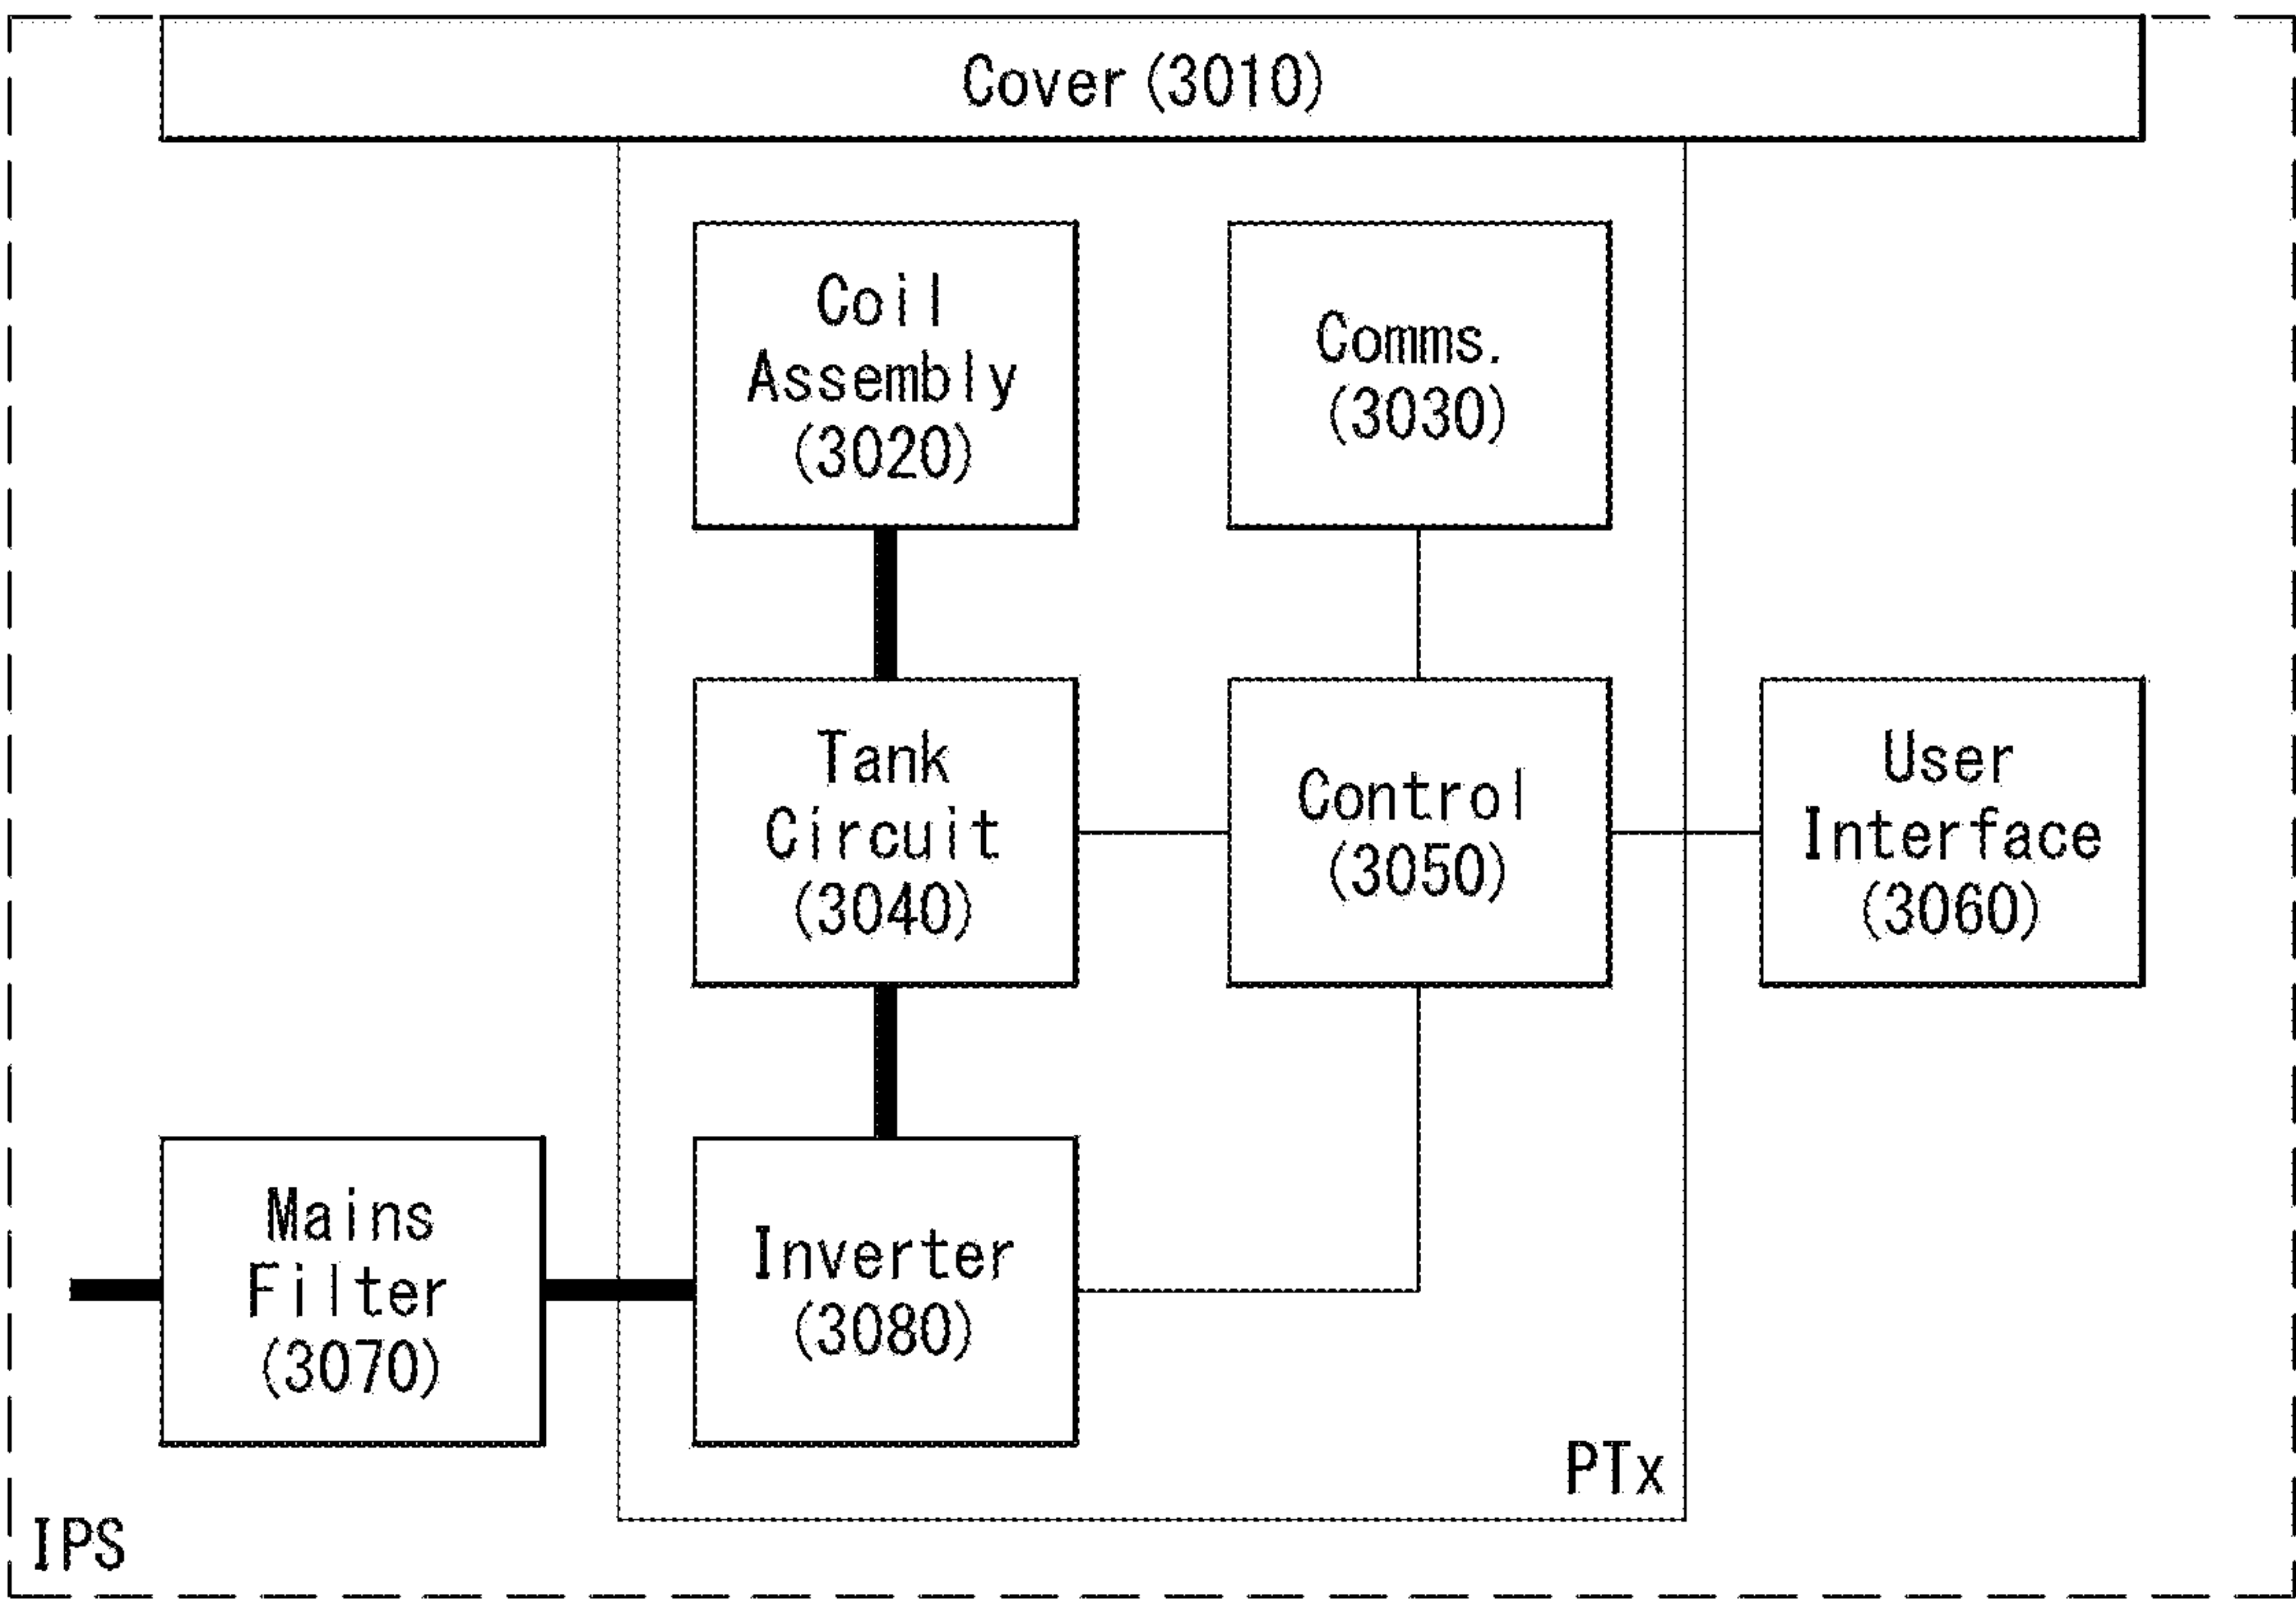 Cover (3010)
Coil
Assembly
(3020)
Comms.
(3030)
Tank
Circuit
(3040)
Control
(3050)
User
Interface
(3060)
Mains
Filter
(3070)
Inverter
(3080)
PTx
IPS